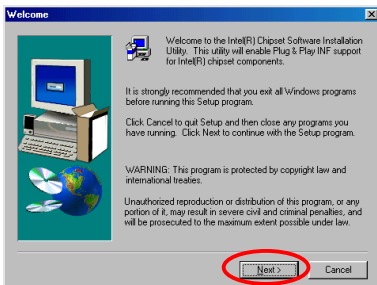 Welcome
Welcome to the Intel(R) Chipset Software Installation
Utility. This utility will enable Plug & Play INF support
for Intel(R) chipset components.
It is strongly recommended that you exit all Windows programs
before running this Setup program.
Click Cancel to quit Setup and then close any programs you
have running. Click Next to continue with the Setup program.
WARNING: This program is protected by copyright law and
international treaties.
Unauthorized reproduction or distribution of this program, or any
portion of it, may result in severe civil and criminal penalties, and
will be prosecuted to the maximum extent possible under law.
Next > Cancel